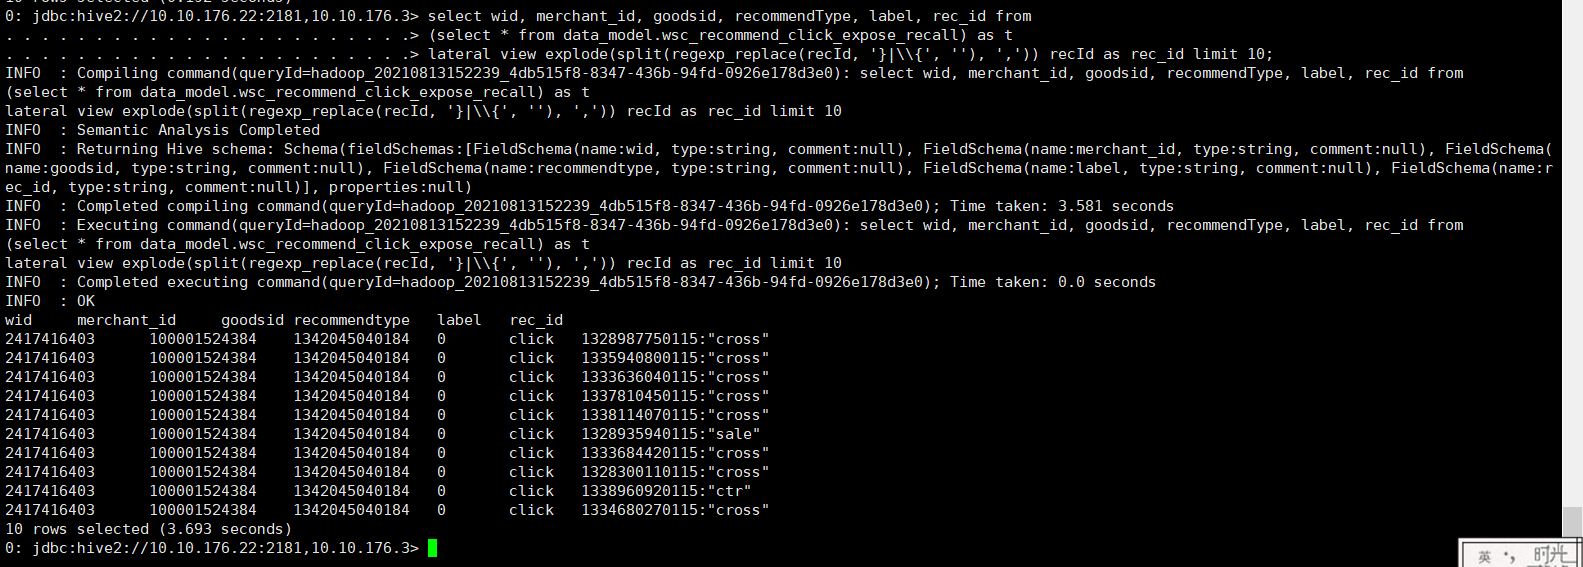 0: jdbc:hive2://10.10.176.22:2181,10.10.176.3> select wid, merchant_id, goodsid, recommendType, label, rec_id from
. . . . . . . . . . . . . . . . . . . . . . .> (select * from data_model.wsc_recommend_click_expose_recall) as t
. . . . . . . . . . . . . . . . . . . . . . .> lateral view explode(split(regexp_replace(recId, '}|\\{', ''), ',')) recId as rec_id limit 10;
INFO  : Compiling command(queryId=hadoop_20210813152239_4db515f8-8347-436b-94fd-0926e178d3e0): select wid, merchant_id, goodsid, recommendType, label, rec_id from
(select * from data_model.wsc_recommend_click_expose_recall) as t
lateral view explode(split(regexp_replace(recId, '}|\\{', ''), ',')) recId as rec_id limit 10
INFO  : Semantic Analysis Completed
INFO  : Returning Hive schema: Schema(fieldSchemas:[FieldSchema(name:wid, type:string, comment:null), FieldSchema(name:merchant_id, type:string, comment:null), FieldSchema(
name:goodsid, type:string, comment:null), FieldSchema(name:recommendtype, type:string, comment:null), FieldSchema(name:label, type:string, comment:null), FieldSchema(name:r
ec_id, type:string, comment:null)], properties:null)
INFO  : Completed compiling command(queryId=hadoop_20210813152239_4db515f8-8347-436b-94fd-0926e178d3e0); Time taken: 3.581 seconds
INFO  : Executing command(queryId=hadoop_20210813152239_4db515f8-8347-436b-94fd-0926e178d3e0): select wid, merchant_id, goodsid, recommendType, label, rec_id from
(select * from data_model.wsc_recommend_click_expose_recall) as t
lateral view explode(split(regexp_replace(recId, '}|\\{', ''), ',')) recId as rec_id limit 10
INFO  : Completed executing command(queryId=hadoop_20210813152239_4db515f8-8347-436b-94fd-0926e178d3e0); Time taken: 0.0 seconds
INFO  : OK
wid     merchant_id     goodsid recommendtype   label   rec_id
2417416403      100001524384    1342045040184   0       click   1328987750115:"cross"
2417416403      100001524384    1342045040184   0       click   1335940800115:"cross"
2417416403      100001524384    1342045040184   0       click   1333636040115:"cross"
2417416403      100001524384    1342045040184   0       click   1337810450115:"cross"
2417416403      100001524384    1342045040184   0       click   1338114070115:"cross"
2417416403      100001524384    1342045040184   0       click   1328935940115:"sale"
2417416403      100001524384    1342045040184   0       click   1333684420115:"cross"
2417416403      100001524384    1342045040184   0       click   1328300110115:"cross"
2417416403      100001524384    1342045040184   0       click   1338960920115:"ctr"
2417416403      100001524384    1342045040184   0       click   1334680270115:"cross"
10 rows selected (3.693 seconds)
0: jdbc:hive2://10.10.176.22:2181,10.10.176.3>
英 时光